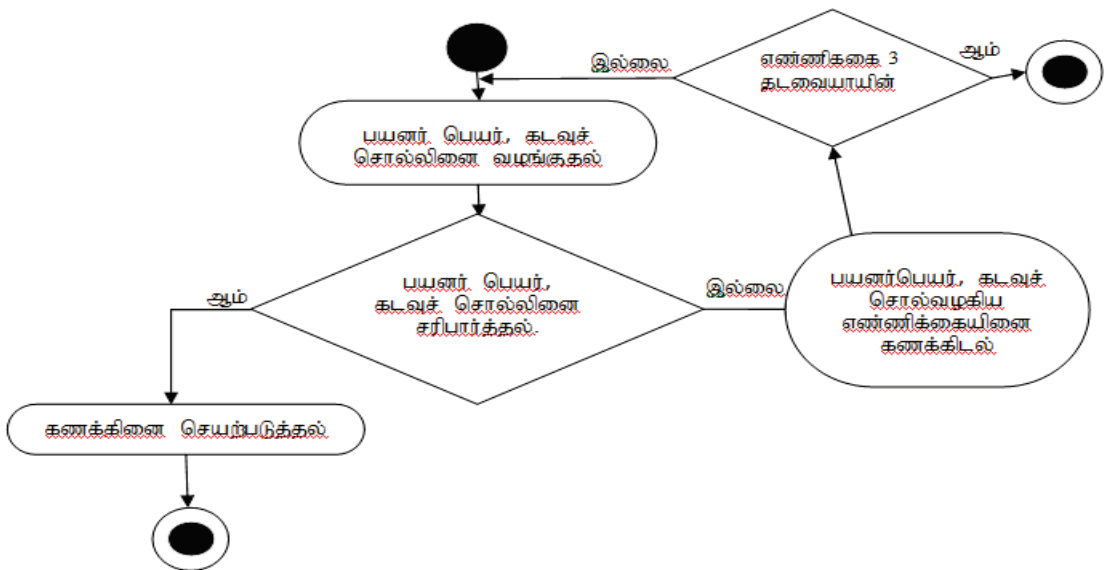 இல்லை
எண்ணிககை 3
தடவையாயின்
ஆம்
பயனர் பெயர், கடவுச்
சொல்லினை வழங்குதல்
ஆம்
பயனர் பெயர்,
கடவுச் சொல்லினை
சரிபார்த்தல்.
இல்லை
பயனர்பெயர், கடவுச்
சொல்வழகிய
எண்ணிக்கையினை
கணக்கிடல்
கணக்கினை செயற்படுத்தல்